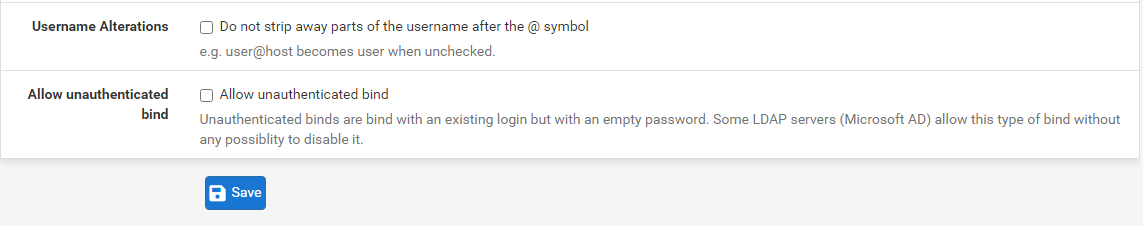 Username Alterations
Do not strip away parts of the username after the @ symbol
e.g. user@host becomes user when unchecked.
Allow unauthenticated
bind
Allow unauthenticated bind
Unauthenticated binds are bind with an existing login but with an empty password. Some LDAP servers (Microsoft AD) allow this type of bind without
any possiblity to disable it.
Save